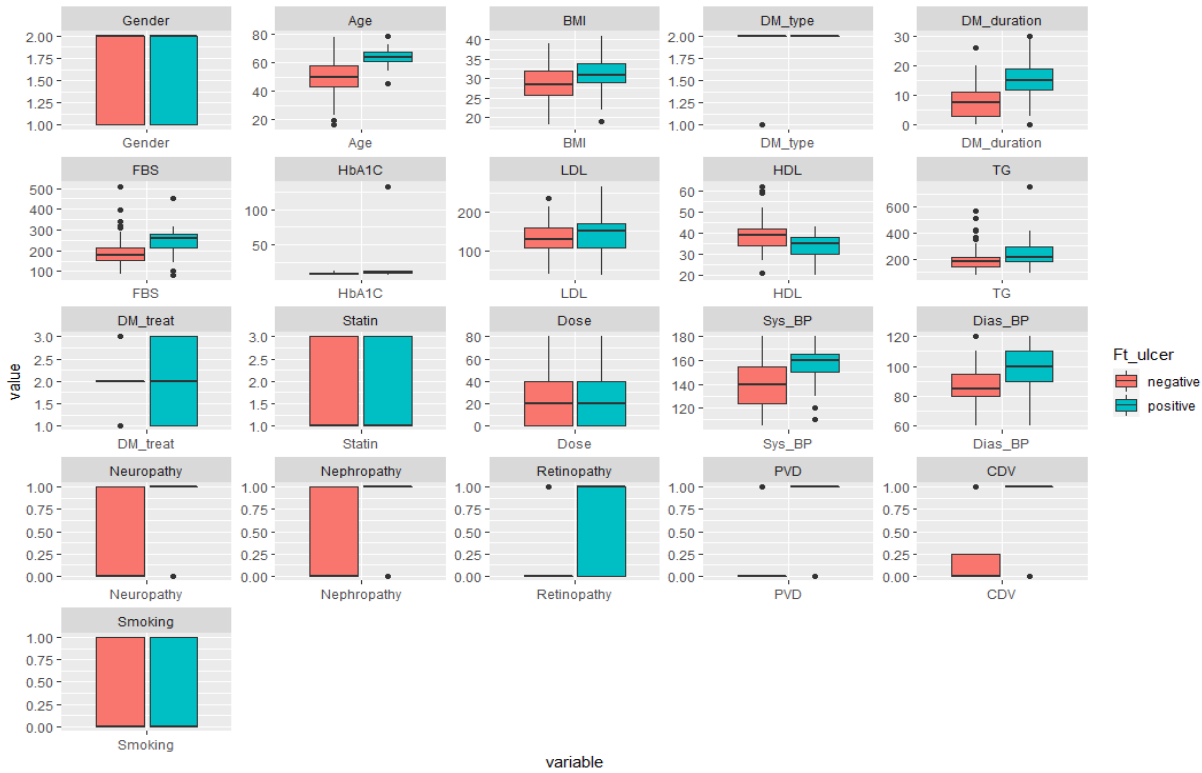 Gender Age BMI DM_type DM_duration
2.00 1.75 1.50 1.25 1.00
80 60 40 20
40 35 30 25 20
2.00 1.75 1.50 1.25 1.00
30 20 10 0
Gender Age BMI DM_type DM_duration
FBS HbA1C LDL HDL TG
500 400 300 200 100
100 50
200 100
60 50 40 30 20
600 400 200
FBS HbA1C LDL HDL TG
DM_treat Statin Dose Sys_BP Dias_BP
3.0 2.5 2.0 1.5 1.0
3.0 2.5 2.0 1.5 1.0
80 60 40 20 0
180 160 140 120
120 100 80 60
DM_treat Statin Dose Sys_BP Dias_BP
value
Ft_ulcer
negative
positive
Neuropathy Nephropathy Retinopathy PVD CDV
1.00 0.75 0.50 0.25 0.00
1.00 0.75 0.50 0.25 0.00
1.00 0.75 0.50 0.25 0.00
1.00 0.75 0.50 0.25 0.00
1.00 0.75 0.50 0.25 0.00
Neuropathy Nephropathy Retinopathy PVD CDV
Smoking
1.00 0.75 0.50 0.25 0.00
Smoking
variable